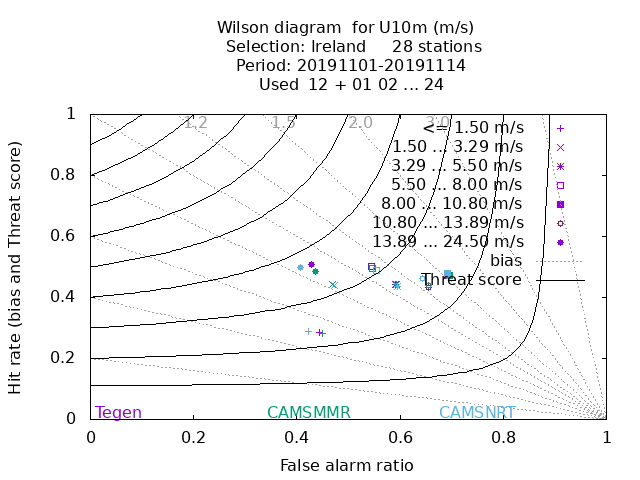 Wilson diagram  for U10m (m/s)
Selection: Ireland     28 stations
Period: 20191101-20191114
Used  12 + 01 02 ... 24
1.2 1.5 2.0 3.0
<= 1.50 m/s
1.50 ... 3.29 m/s
3.29 ... 5.50 m/s
5.50 ... 8.00 m/s
8.00 ... 10.80 m/s
10.80 ... 13.89 m/s
13.89 ... 24.50 m/s
bias
Threat score
Hit rate (bias and Threat score)
1
0.8
0.6
0.4
0.2
0
Tegen CAMSMMR CAMSNRT
0 0.2 0.4 0.6 0.8 1
False alarm ratio